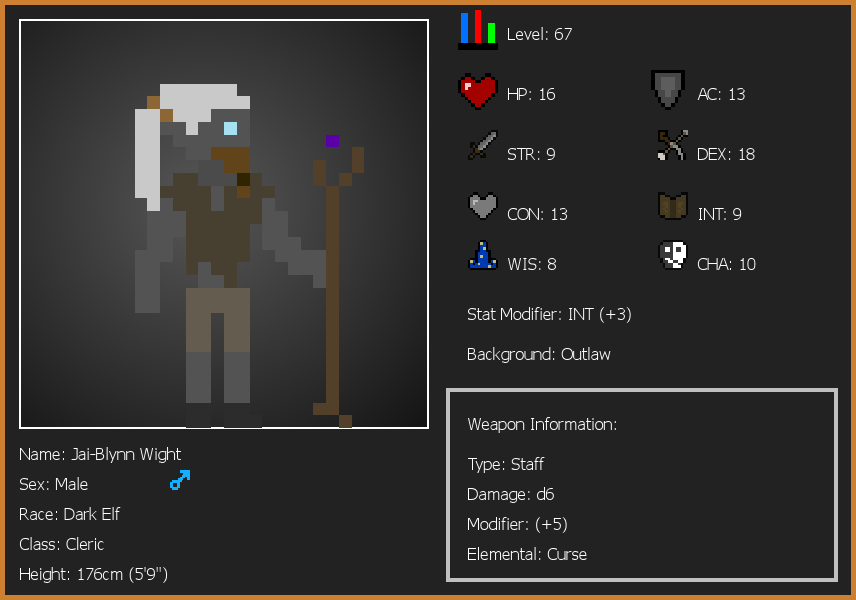 Level: 67
HP: 16
AC: 13
STR: 9
DEX: 18
CON: 13
INT: 9
WIS: 8
CHA: 10
Stat Modifier: INT (+3)
Background: Outlaw
Weapon Information:
Type: Staff
Damage: d6
Modifier: (+5)
Elemental: Curse
Name: Jai-Blynn Wight
Sex: Male
Race: Dark Elf
Class: Cleric
Height: 176cm (5'9")